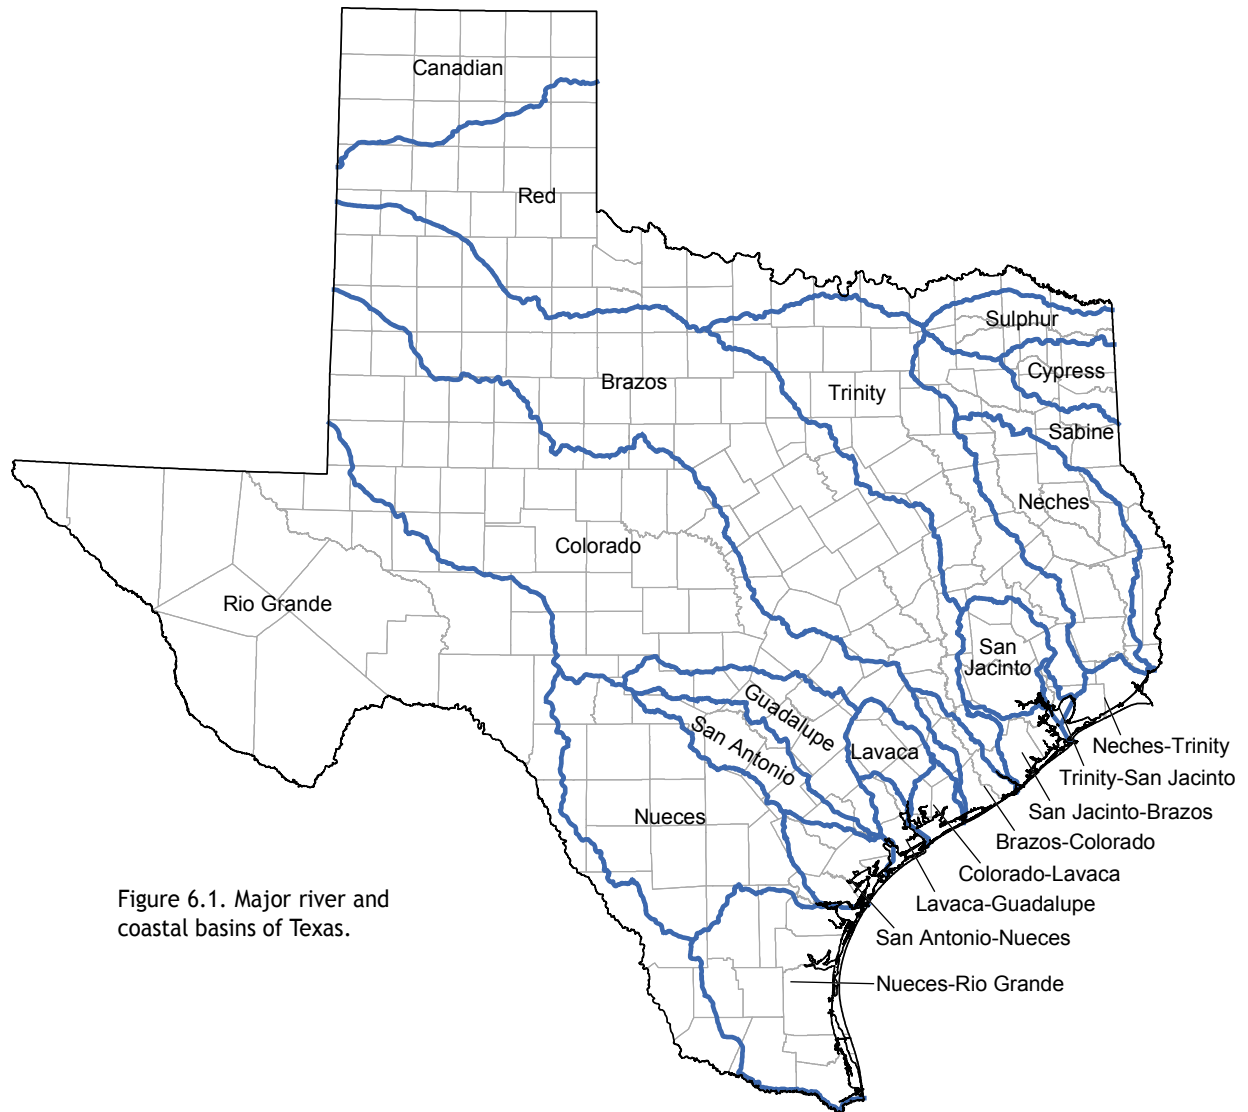 Canadian
Red
Sulphur
Cypress
Brazos
Trinity
Sabine
Neches
Colorado
Rio Grande
San
Jacinto
Guadalupe
San Antonio
Lavaca
Neches-Trinity
Trinity-San Jacinto
San Jacinto-Brazos
Nueces
Brazos-Colorado
Colorado-Lavaca
Lavaca-Guadalupe
San Antonio-Nueces
Nueces-Rio Grande
Figure 6.1. Major river and
coastal basins of Texas.